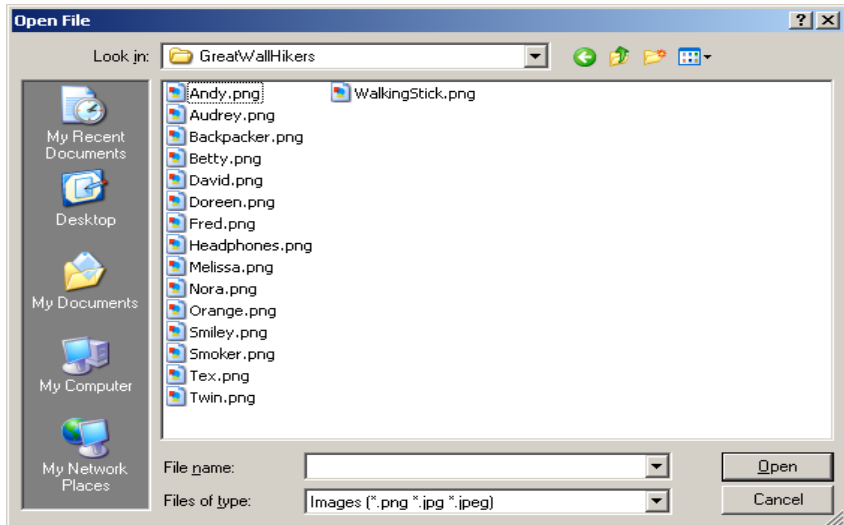 Open File
Look in: GreatWallHikers
My Recent
Documents
Desktop
My Documents
My Computer
My Network
Places
Andy.png
Audrey.png
Backpacker.png
Betty.png
David.png
Doreen.png
Fred.png
Headphones.png
Melissa.png
Nora.png
Orange.png
Smiley.png
Smoker.png
Tex.png
Twin.png
WalkingStick.png
File name:
Open
Files of type: Images (*.png *.jpg *.jpeg)
Cancel